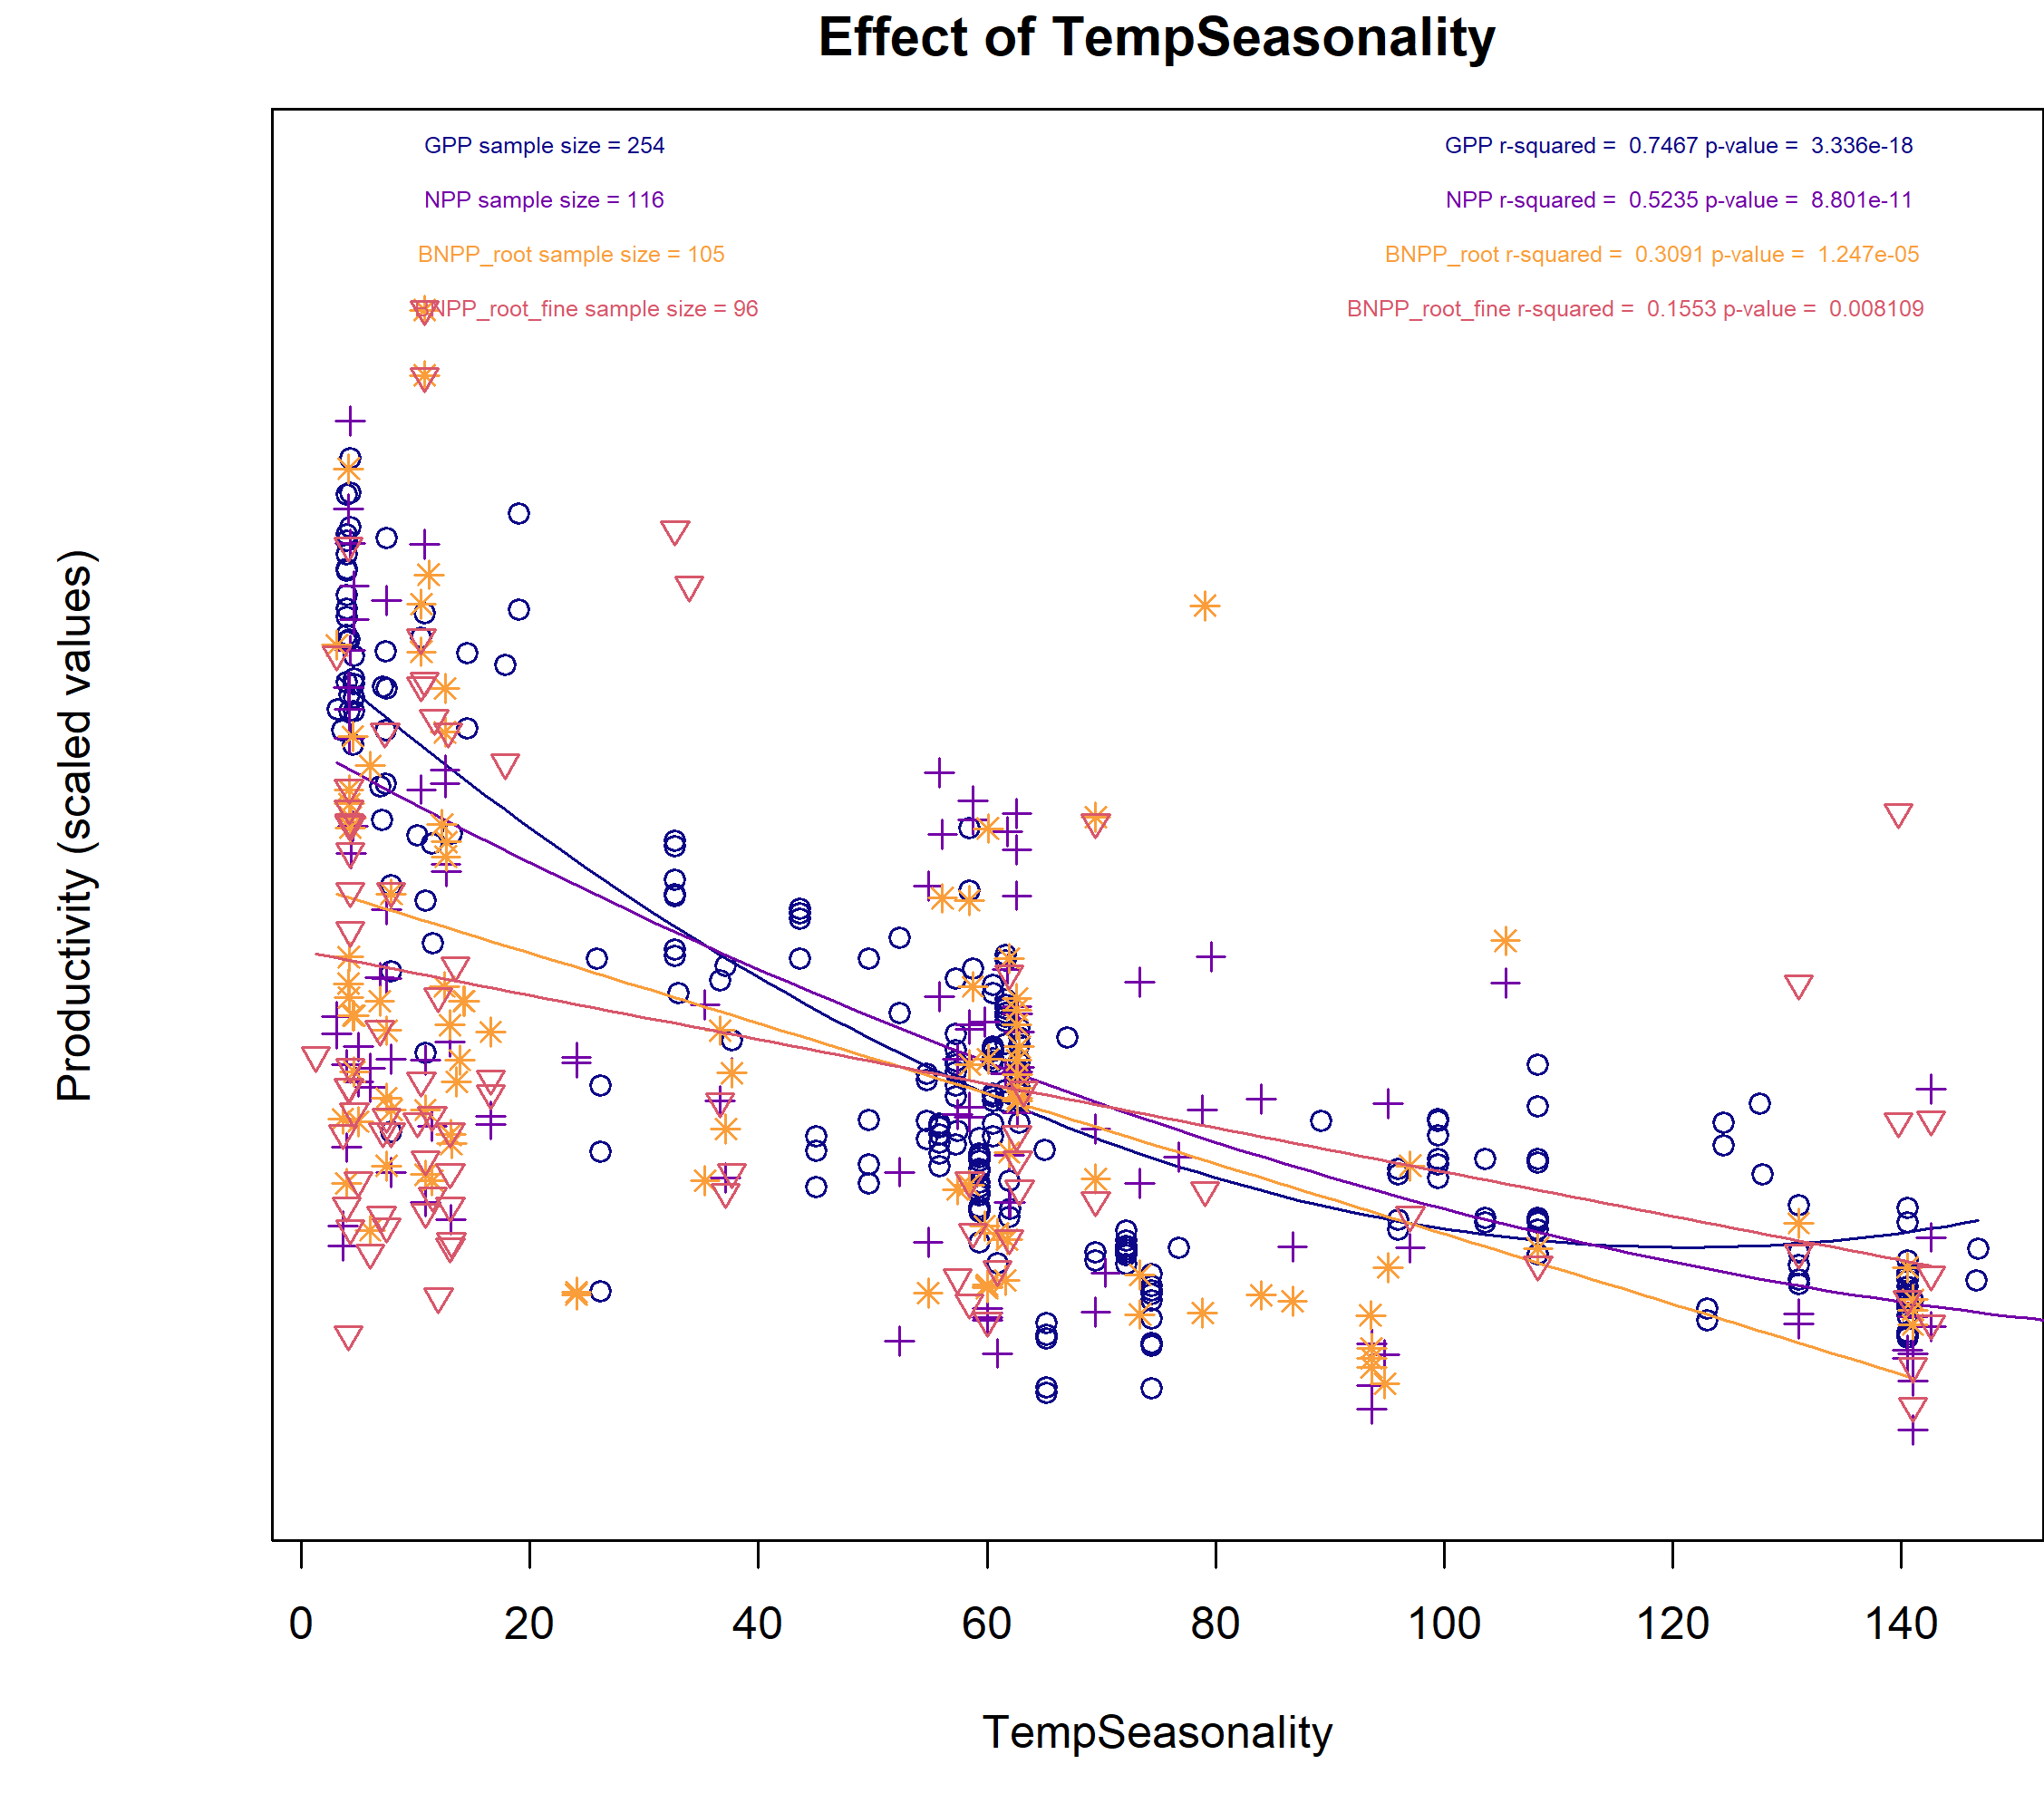 Effect of TempSeasonality
GPP sample size = 254
GPP r-squared = 0.7467 p-value = 3.336e-18
NPP sample size = 116
NPP r-squared = 0.5235 p-value = 8.801e-11
BNPP_root sample size = 105
BNPP_root r-squared = 0.3091 p-value = 1.247e-05
BNPP_root_fine sample size = 96
BNPP_root_fine r-squared = 0.1553 p-value = 0.008109
Productivity (scaled values)
0 20 40 60 80 100 120 140
TempSeasonality